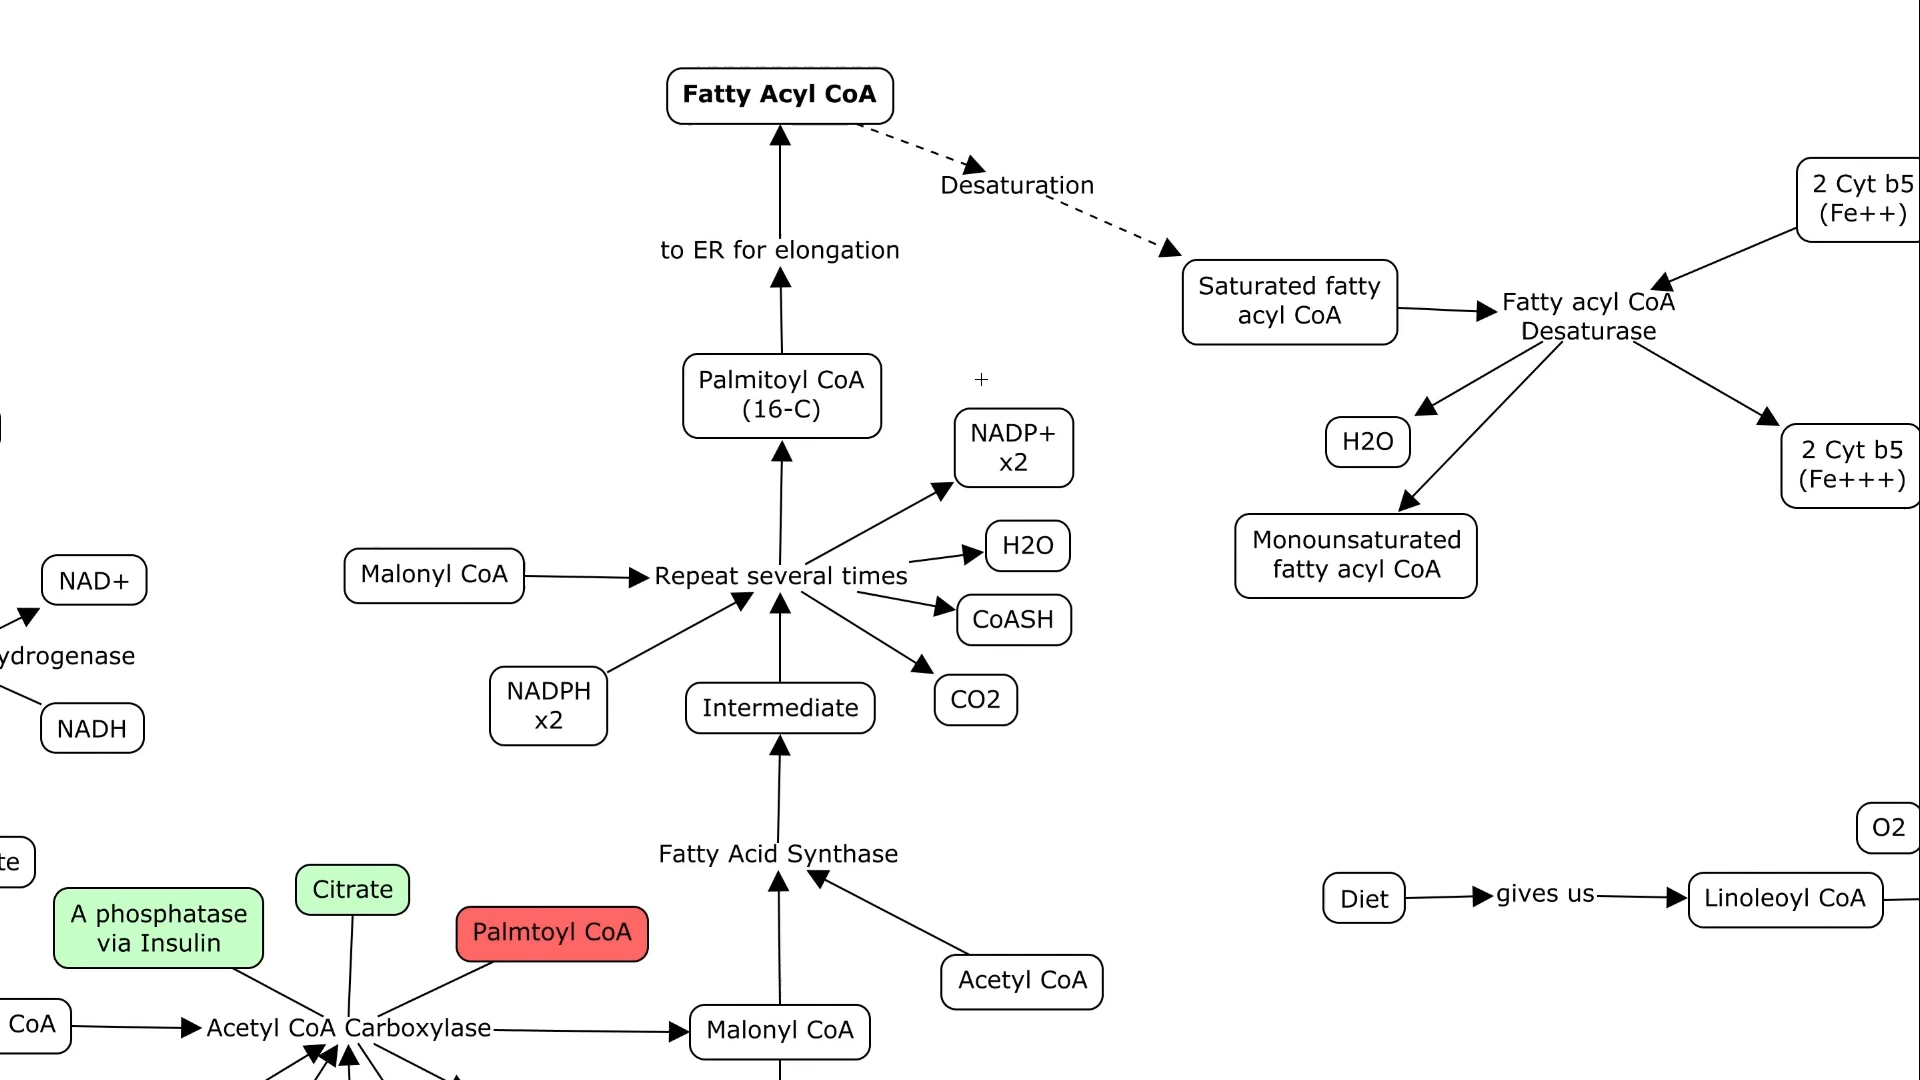 Fatty Acyl CoA
Desaturation
2 Cyt b5
(Fe++)
to ER for elongation
Saturated fatty
acyl CoA
Fatty acyl CoA
Desaturase
Palmitoyl CoA
(16-C)
NADP+
x2
H2O
2 Cyt b5
(Fe+++)
Monounsaturated
fatty acyl CoA
H2O
NAD+
Malonyl CoA
Repeat several times
CoASH
ydrogenase
NADPH
x2
Intermediate
CO2
NADH
O2
te
Fatty Acid Synthase
Citrate
Diet
gives us
Linoleoyl CoA
A phosphatase
via Insulin
Palmtoyl CoA
Acetyl CoA
CoA
Acetyl CoA Carboxylase
Malonyl CoA